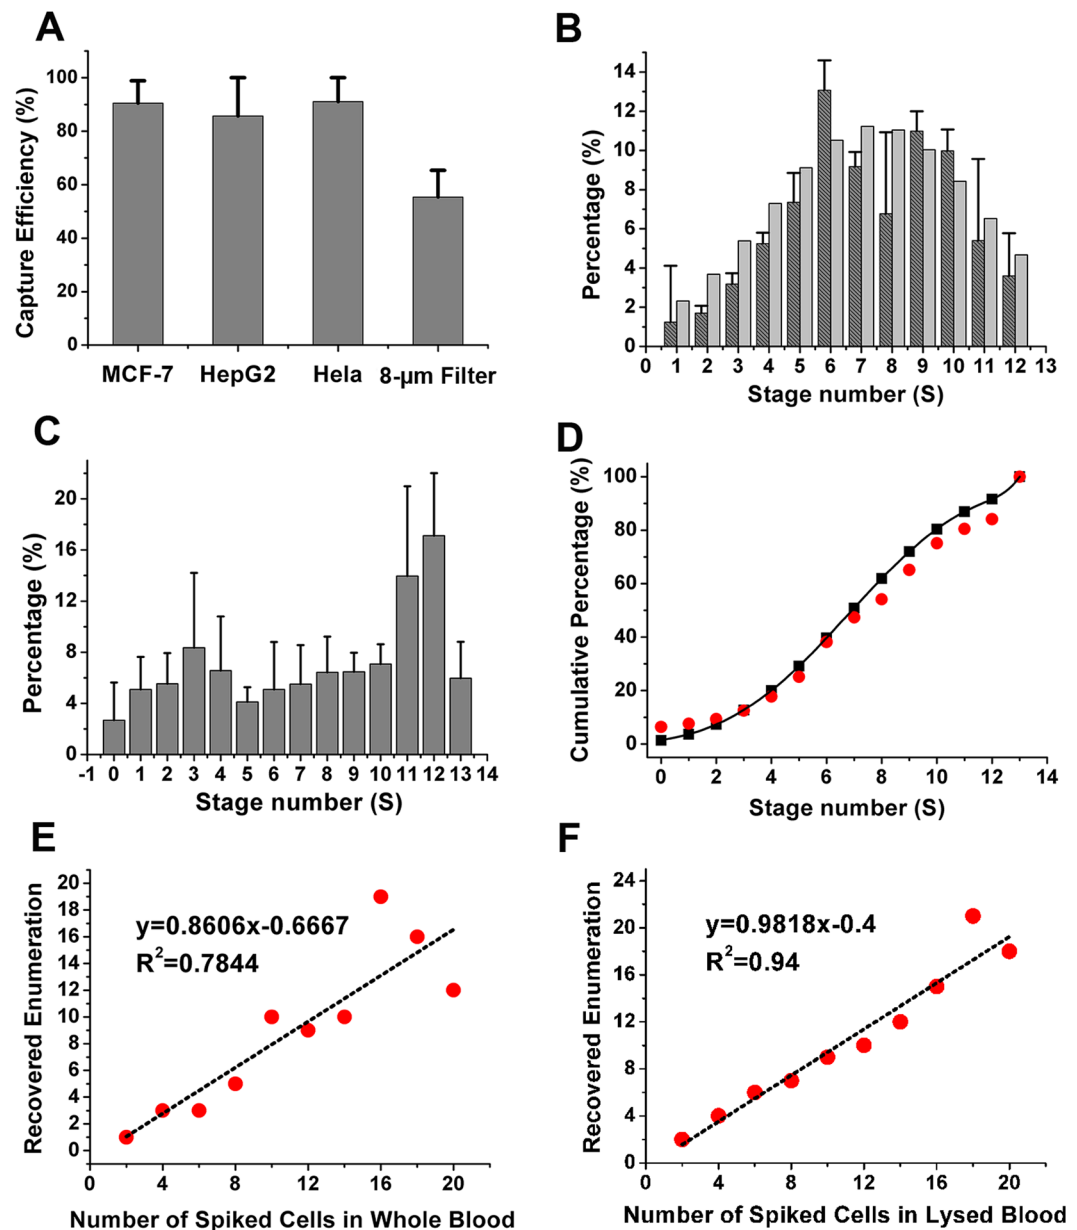 A
Capture Efficiency (%)
100
80
60
40
20
0
MCF-7 HepG2 Hela 8-μm Filter
B
Percentage (%)
14
12
10
8
6
4
2
0
1 2 3 4 5 6 7 8 9 10 11 12 13
Stage number (S)
C
Percentage (%)
20
16
12
8
4
0
-1 0 1 2 3 4 5 6 7 8 9 10 11 12 13 14
Stage number (S)
D
Cumulative Percentage (%)
100
80
60
40
20
0
0 2 4 6 8 10 12 14
Stage number (S)
E
Recovered Enumeration
20
18
16
14
12
10
8
6
4
2
0
y=0.8606x-0.6667
R²=0.7844
0 4 8 12 16 20
Number of Spiked Cells in Whole Blood
F
Recovered Enumeration
24
20
16
12
8
4
0
y=0.9818x-0.4
R²=0.94
0 4 8 12 16 20
Number of Spiked Cells in Lysed Blood